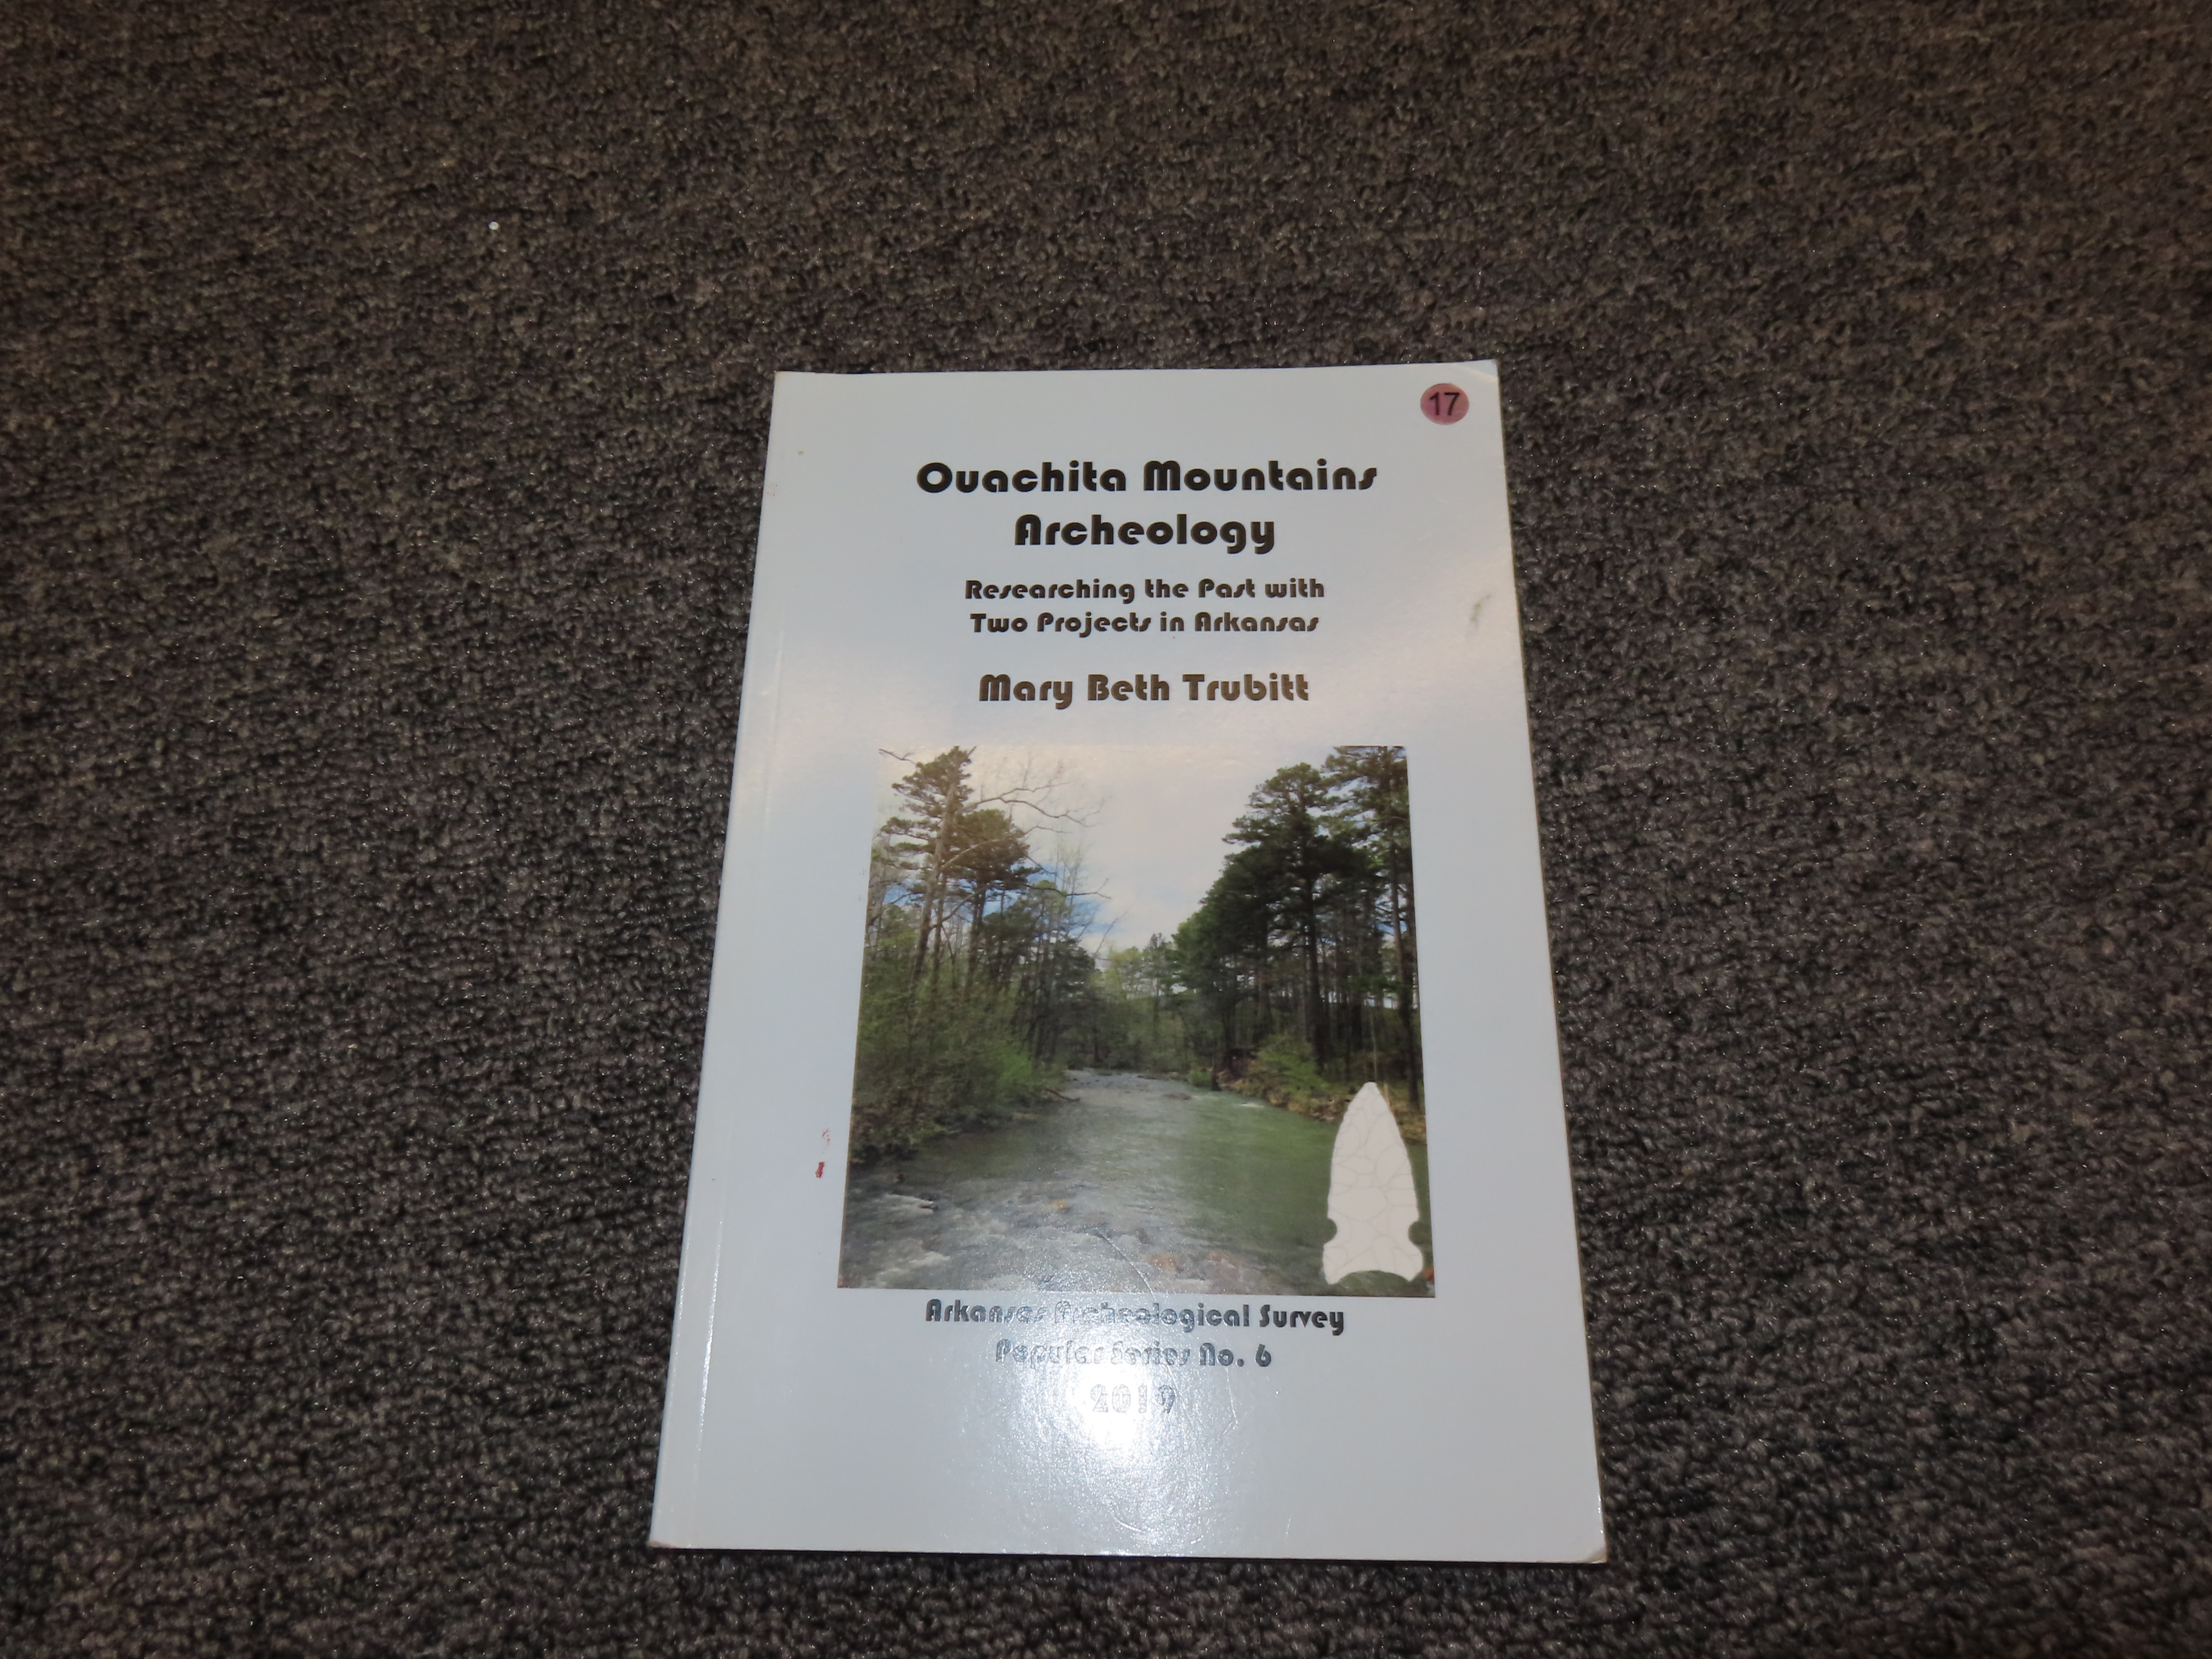 17
Ouachita Mountains
Archeology
Researching the Past with
Two Projects in Arkansas
Mary Beth Trubitt
Arkansas Archeological Survey
Popular Series No. 6
2019